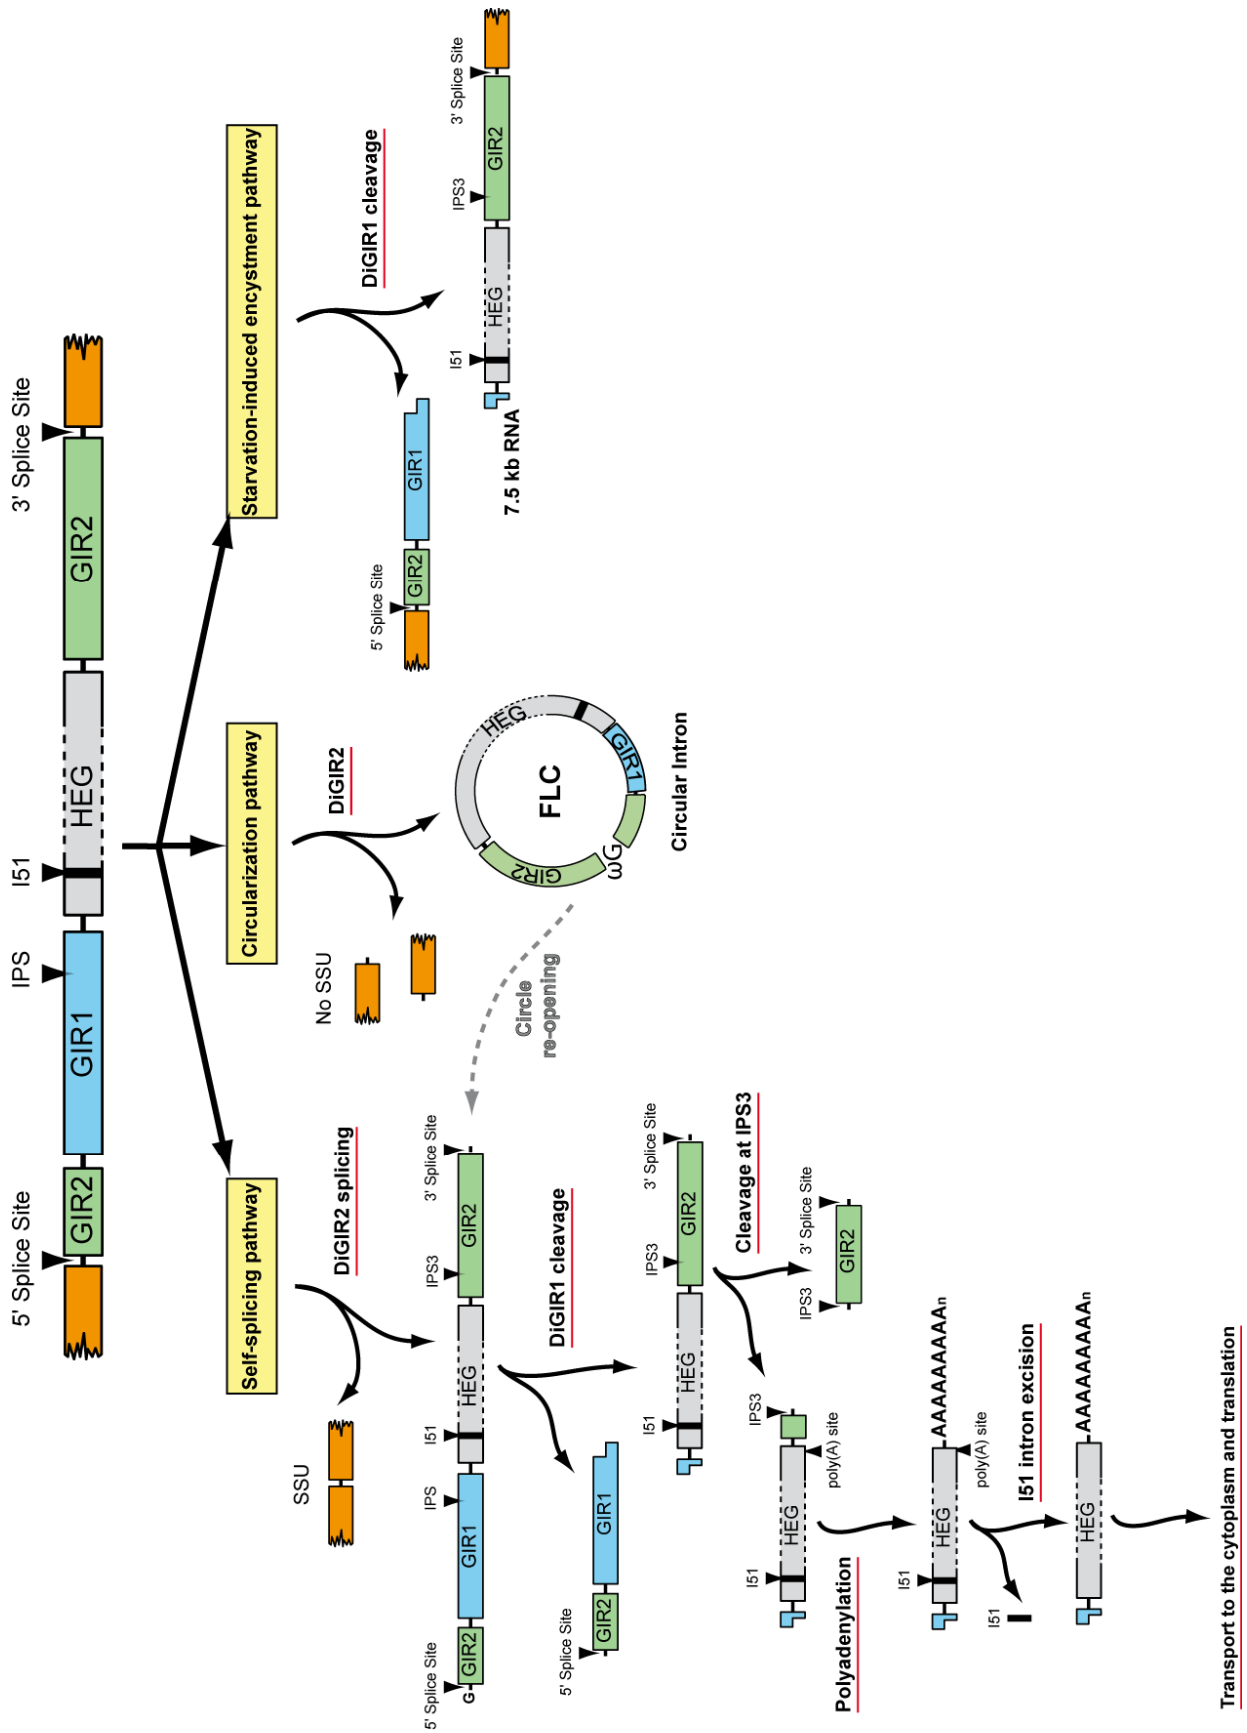 5' Splice Site
IPS
I51
3' Splice Site
GIR2
GIR1
HEG
GIR2
Self-splicing pathway
Circularization pathway
Starvation-induced encystment pathway
SSU
DiGIR2 splicing
No SSU
DiGIR2
DiGIR1 cleavage
5' Splice Site
GIR2
GIR1
I51
IPS3
3' Splice Site
HEG
GIR2
7.5 kb RNA
HEG
GIR1
GIR2
ωG
FLC
Circular Intron
Circle
re-opening
5' Splice Site
IPS
I51
IPS3
3' Splice Site
G
GIR2
GIR1
HEG
GIR2
DiGIR1 cleavage
5' Splice Site
GIR2
GIR1
I51
IPS3
3' Splice Site
HEG
GIR2
Cleavage at IPS3
I51
IPS3
HEG
poly(A) site
IPS3
3' Splice Site
GIR2
Polyadenylation
I51
HEG
AAAAAAAAAn
poly(A) site
I51
I51 intron excision
HEG
AAAAAAAAAn
Transport to the cytoplasm and translation